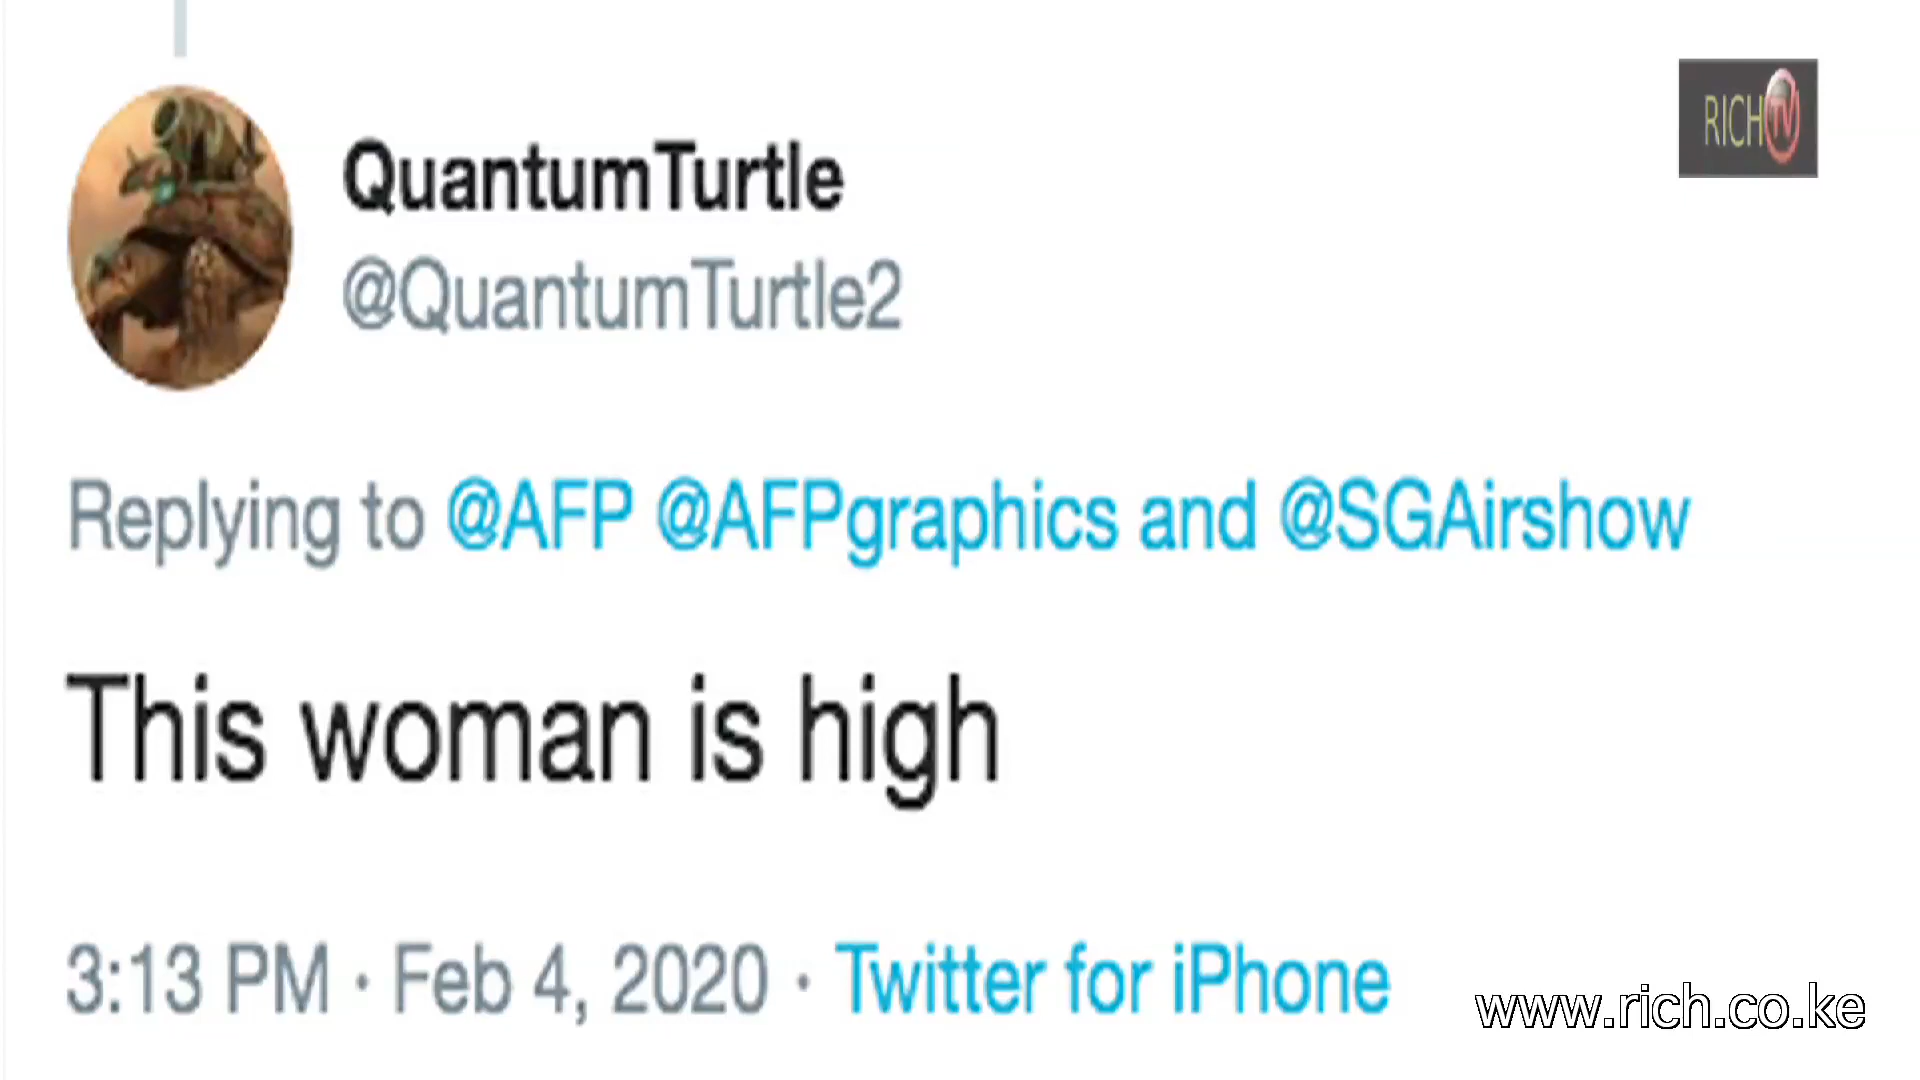 RICH TV
QuantumTurtle
@QuantumTurtle2
Replying to @AFP @AFPgraphics and @SGAirshow
This woman is high
3:13 PM · Feb 4, 2020 · Twitter for iPhone
www.rich.co.ke